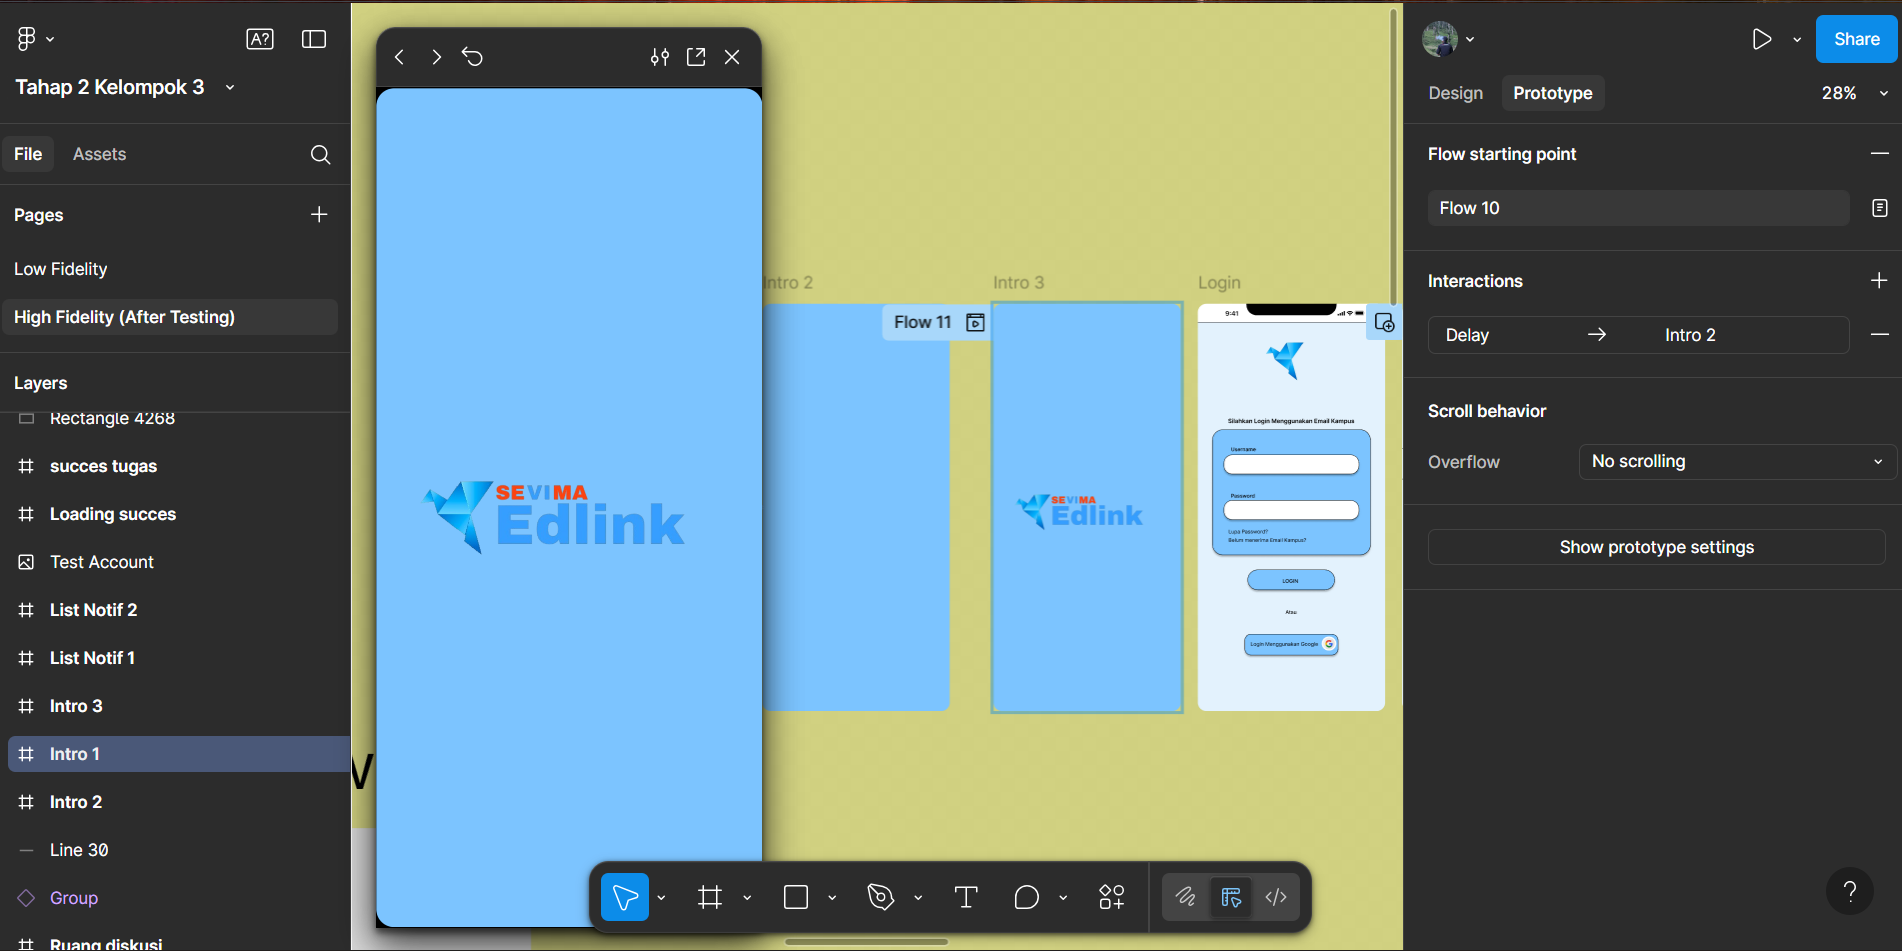 A?
Tahap 2 Kelompok 3
File
Assets
Pages
Low Fidelity
High Fidelity (After Testing)
Layers
Rectangle 4268
succes tugas
Loading succes
Test Account
List Notif 2
List Notif 1
Intro 3
Intro 1
Intro 2
Line 30
Group
Ruang diskusi
SEVIMA
Edlink
Intro 2
Flow 11
Intro 3
SEVIMA
Edlink
Login
9:41
Silahkan Login Menggunakan Email Kampus
Username
Password
Lupa Password?
Belum menerima Email Kampus?
LOGIN
Atau
Login Menggunakan Google
Share
Design
Prototype
28%
Flow starting point
Flow 10
Interactions
Delay
Intro 2
Scroll behavior
Overflow
No scrolling
Show prototype settings
?